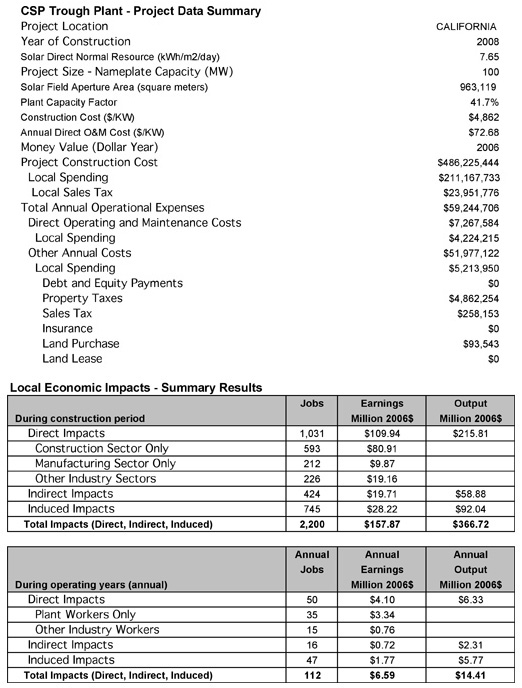 CSP Trough Plant - Project Data Summary
Project Location CALIFORNIA
Year of Construction 2008
Solar Direct Normal Resource (kWh/m2/day) 7.65
Project Size - Nameplate Capacity (MW) 100
Solar Field Aperture Area (square meters) 963,119
Plant Capacity Factor 41.7%
Construction Cost ($/KW) $4,862
Annual Direct O&M Cost ($/KW) $72.68
Money Value (Dollar Year) 2006
Project Construction Cost $486,225,444
Local Spending $211,167,733
Local Sales Tax $23,951,776
Total Annual Operational Expenses $59,244,706
Direct Operating and Maintenance Costs $7,267,584
Local Spending $4,224,215
Other Annual Costs $51,977,122
Local Spending $5,213,950
Debt and Equity Payments $0
Property Taxes $4,862,254
Sales Tax $258,153
Insurance $0
Land Purchase $93,543
Land Lease $0
Local Economic Impacts - Summary Results
Jobs Earnings Output
During construction period Million 2006$ Million 2006$
Direct Impacts 1,031 $109.94 $215.81
Construction Sector Only 593 $80.91
Manufacturing Sector Only 212 $9.87
Other Industry Sectors 226 $19.16
Indirect Impacts 424 $19.71 $58.88
Induced Impacts 745 $28.22 $92.04
Total Impacts (Direct, Indirect, Induced) 2,200 $157.87 $366.72
Annual Annual Annual
Jobs Earnings Output
During operating years (annual) Million 2006$ Million 2006$
Direct Impacts 50 $4.10 $6.33
Plant Workers Only 35 $3.34
Other Industry Workers 15 $0.76
Indirect Impacts 16 $0.72 $2.31
Induced Impacts 47 $1.77 $5.77
Total Impacts (Direct, Indirect, Induced) 112 $6.59 $14.41